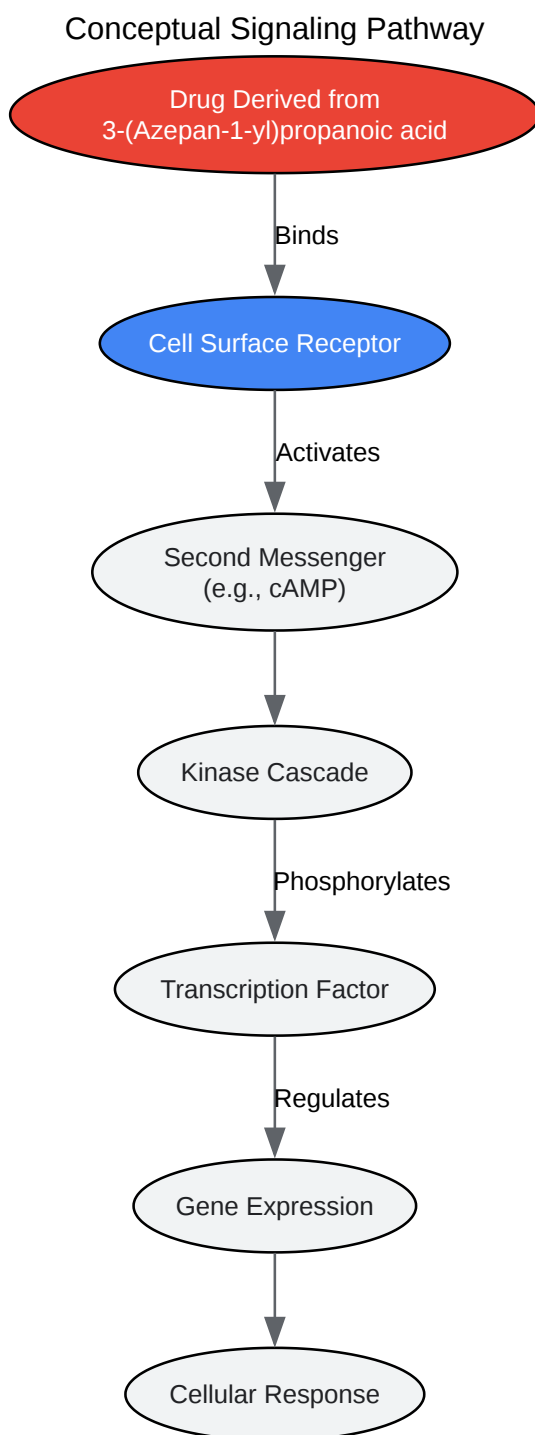 Conceptual Signaling Pathway
Drug Derived from
3-(Azepan-1-yl)propanoic acid
Binds
Cell Surface Receptor
Activates
Second Messenger
(e.g., cAMP)
Kinase Cascade
Phosphorylates
Transcription Factor
Regulates
Gene Expression
Cellular Response